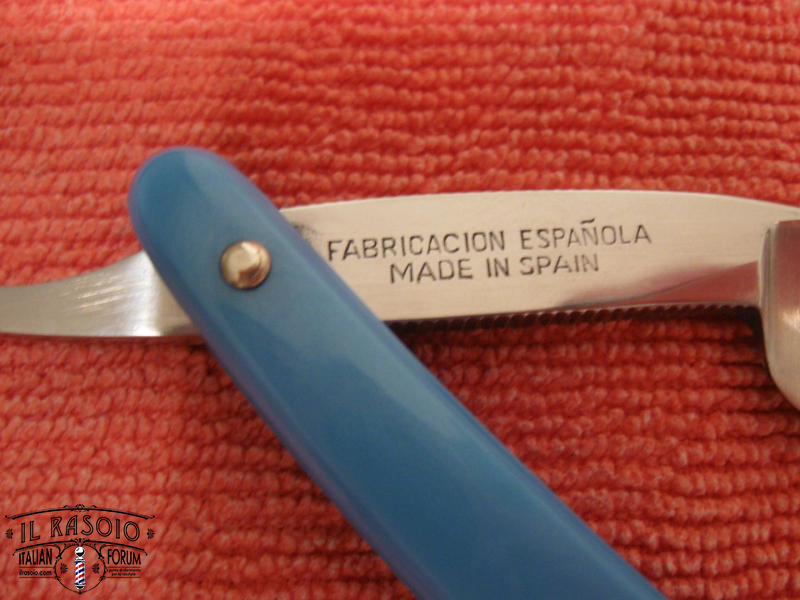 FABRICACION ESPAÑOLA
MADE IN SPAIN
IL RASOIO
ITALIAN FORUM
ilrasoio.com